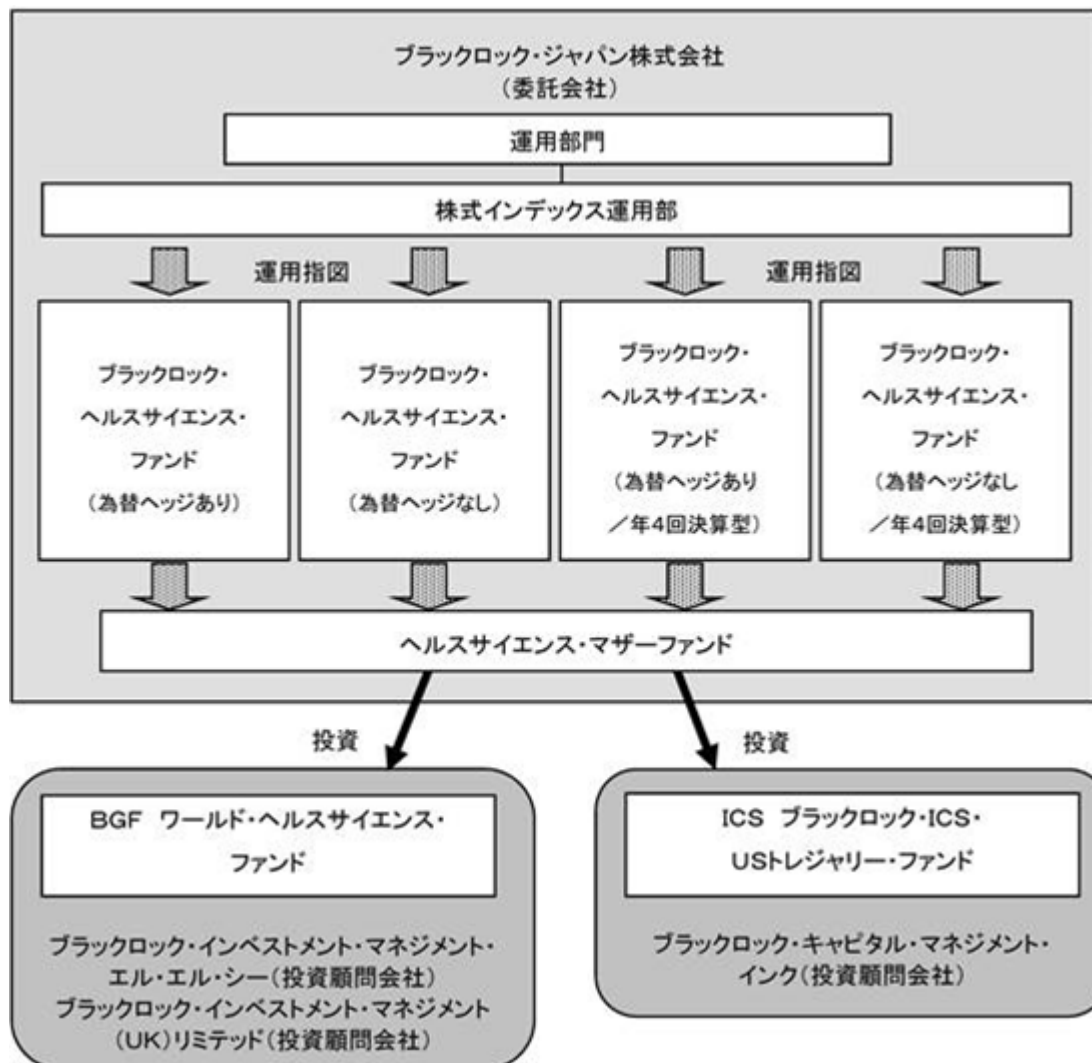 ブラックロック・ジャパン株式会社
（委託会社）
運用部門
株式インデックス運用部
運用指図
運用指図
ブラックロック・
ヘルスサイエンス・
ファンド
（為替ヘッジあり）
ブラックロック・
ヘルスサイエンス・
ファンド
（為替ヘッジなし）
ブラックロック・
ヘルスサイエンス・
ファンド
（為替ヘッジあり
／年４回決算型）
ブラックロック・
ヘルスサイエンス・
ファンド
（為替ヘッジなし
／年４回決算型）
ヘルスサイエンス・マザーファンド
投資
投資
ＢＧＦ　ワールド・ヘルスサイエンス・
ファンド
ブラックロック・インベストメント・マネジメント・
エル・エル・シー（投資顧問会社）
ブラックロック・インベストメント・マネジメント
（ＵＫ）リミテッド（投資顧問会社）
ＩＣＳ　ブラックロック・ＩＣＳ・
ＵＳトレジャリー・ファンド
ブラックロック・キャピタル・マネジメント・
インク（投資顧問会社）